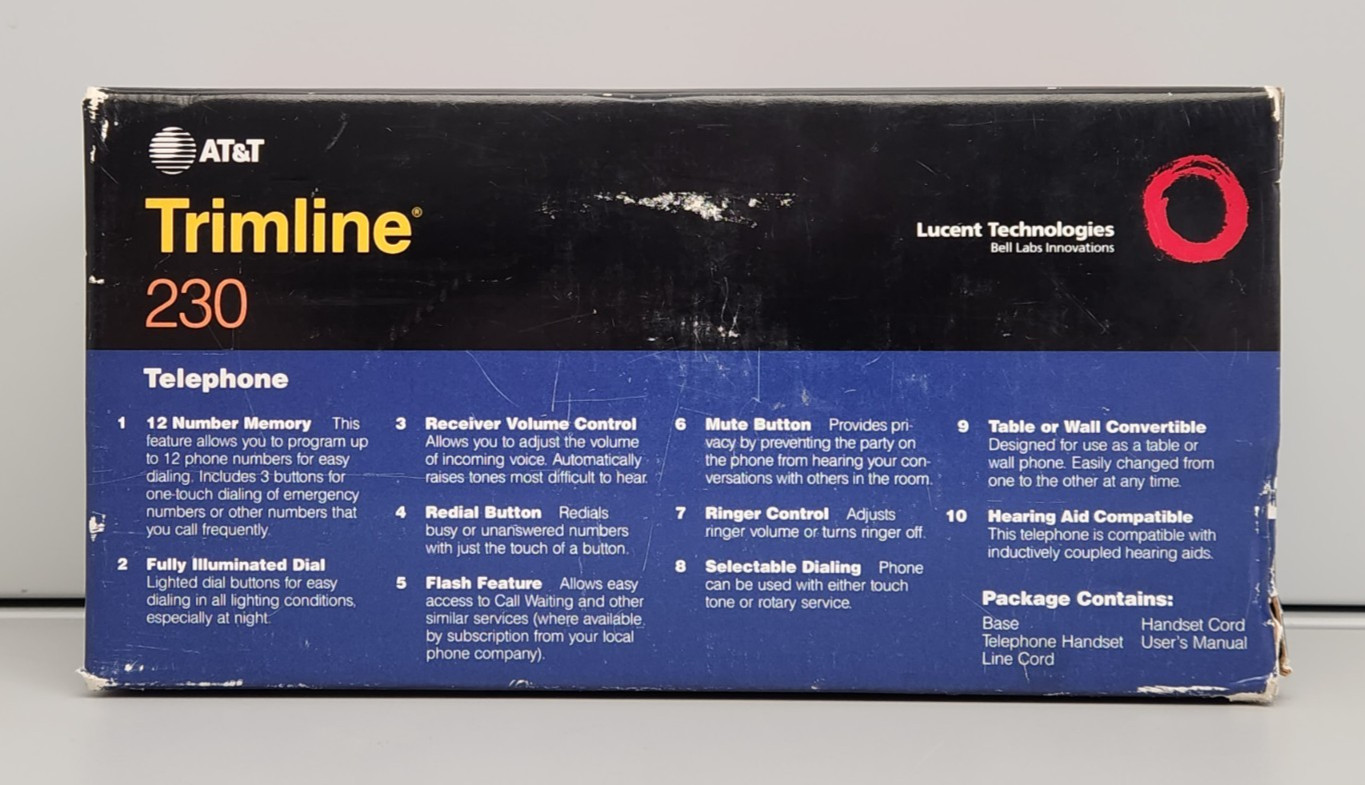 AT&T
Trimline®
230
Lucent Technologies
Bell Labs Innovations
Telephone
1 12 Number Memory This
feature allows you to program up
to 12 phone numbers for easy
dialing. Includes 3 buttons for
one-touch dialing of emergency
numbers or other numbers that
you call frequently.
2 Fully Illuminated Dial
Lighted dial buttons for easy
dialing in all lighting conditions,
especially at night.
3 Receiver Volume Control
Allows you to adjust the volume
of incoming voice. Automatically
raises tones most difficult to hear.
4 Redial Button Redials
busy or unanswered numbers
with just the touch of a button.
5 Flash Feature Allows easy
access to Call Waiting and other
similar services (where available
by subscription from your local
phone company).
6 Mute Button Provides pri-
vacy by preventing the party on
the phone from hearing your con-
versations with others in the room.
7 Ringer Control Adjusts
ringer volume or turns ringer off.
8 Selectable Dialing Phone
can be used with either touch
tone or rotary service.
9 Table or Wall Convertible
Designed for use as a table or
wall phone. Easily changed from
one to the other at any time.
10 Hearing Aid Compatible
This telephone is compatible with
inductively coupled hearing aids.
Package Contains:
Base
Telephone Handset
Line Cord
Handset Cord
User's Manual